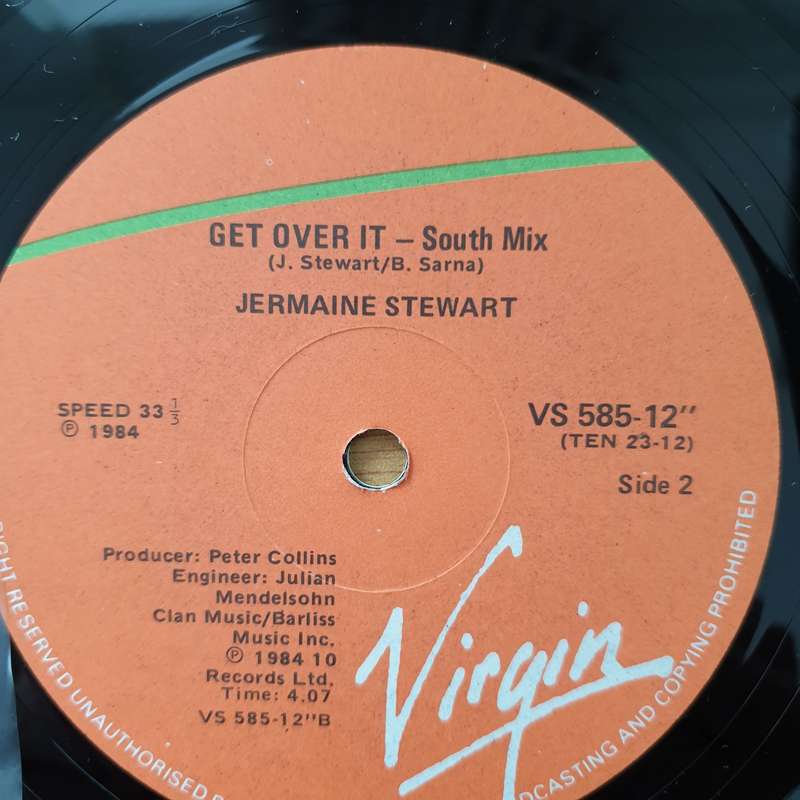 GET OVER IT – South Mix
(J. Stewart/B. Sarna)
JERMAINE STEWART
SPEED 33 1/3
℗ 1984
VS 585-12″
(TEN 23-12)
Side 2
Producer: Peter Collins
Engineer: Julian
Mendelsohn
Clan Music/Barliss
Music Inc.
℗ 1984 10
Records Ltd.
Time: 4.07
VS 585-12″B
Virgin
RIGHT RESERVED UNAUTHORISED
CASTING AND COPYING PROHIBITED